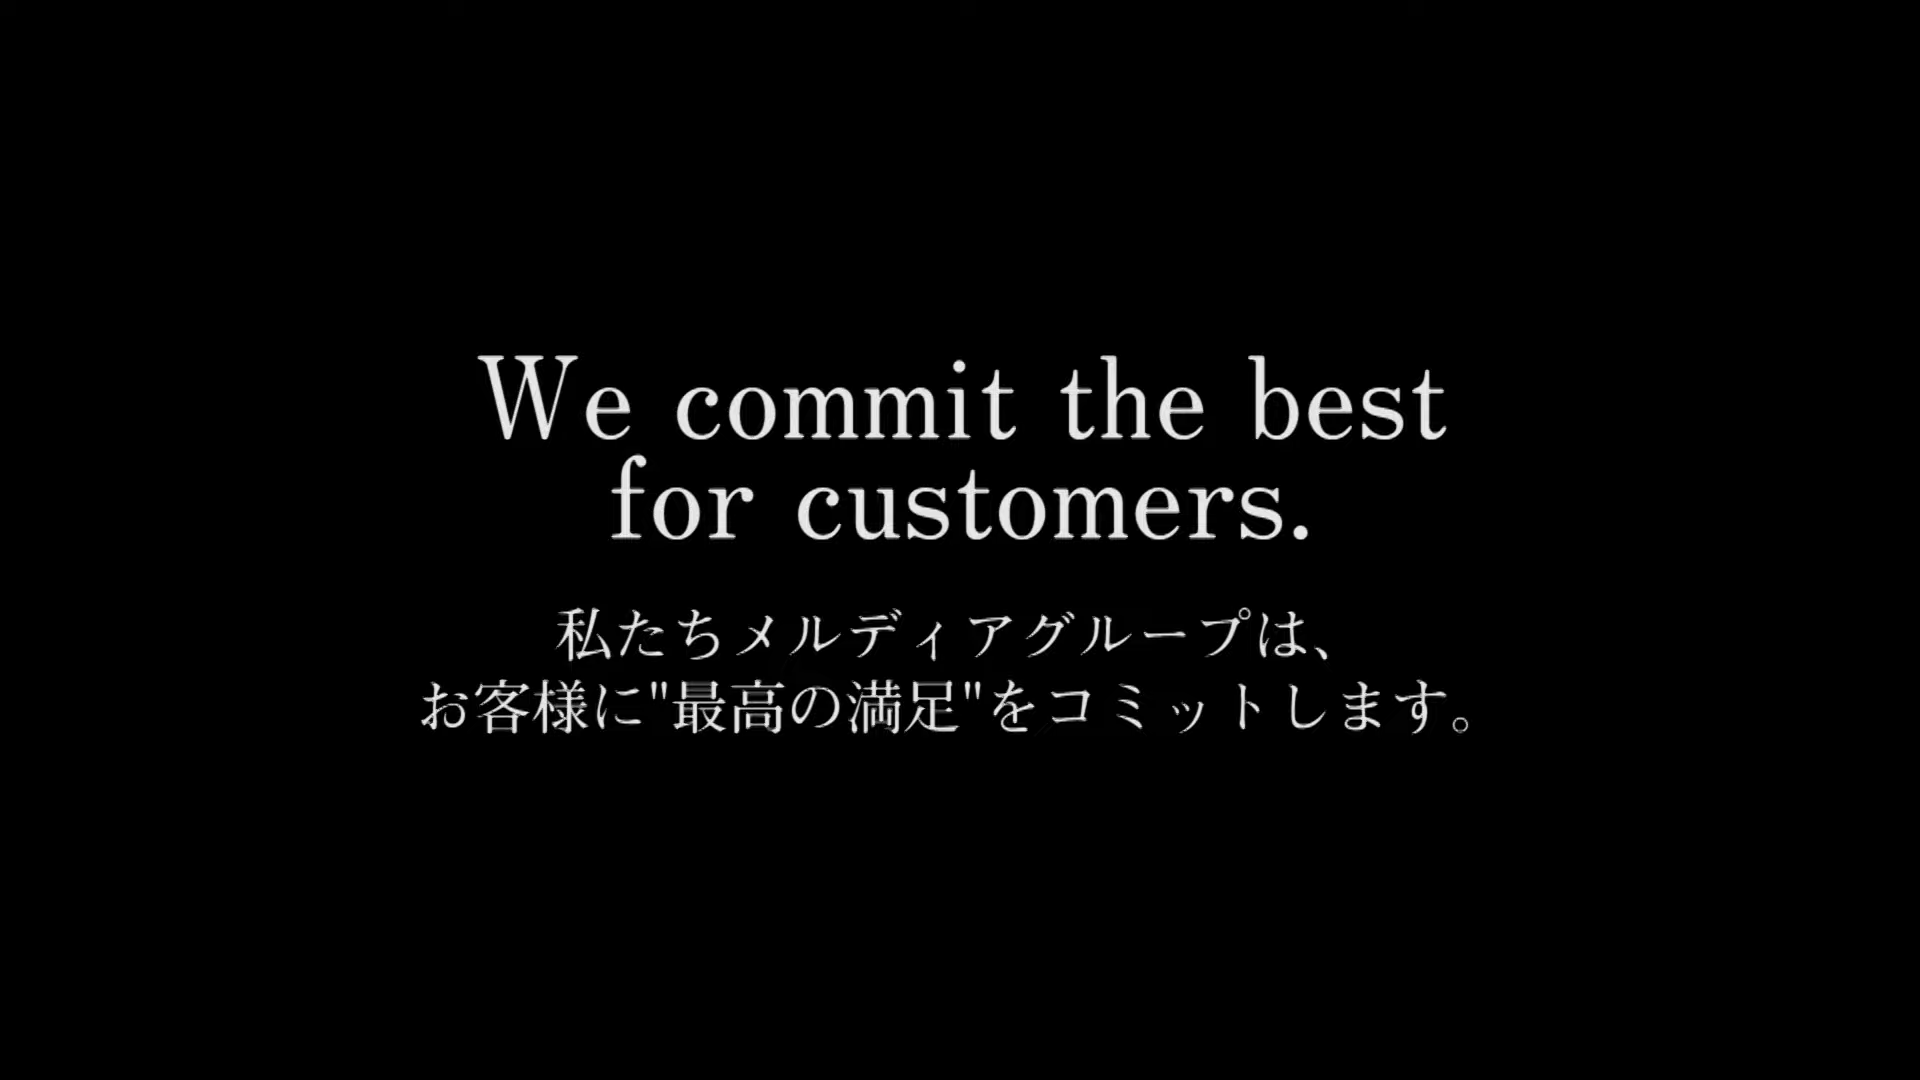 We commit the best
for customers.
私たちメルディアグループは、
お客様に"最高の満足"をコミットします。